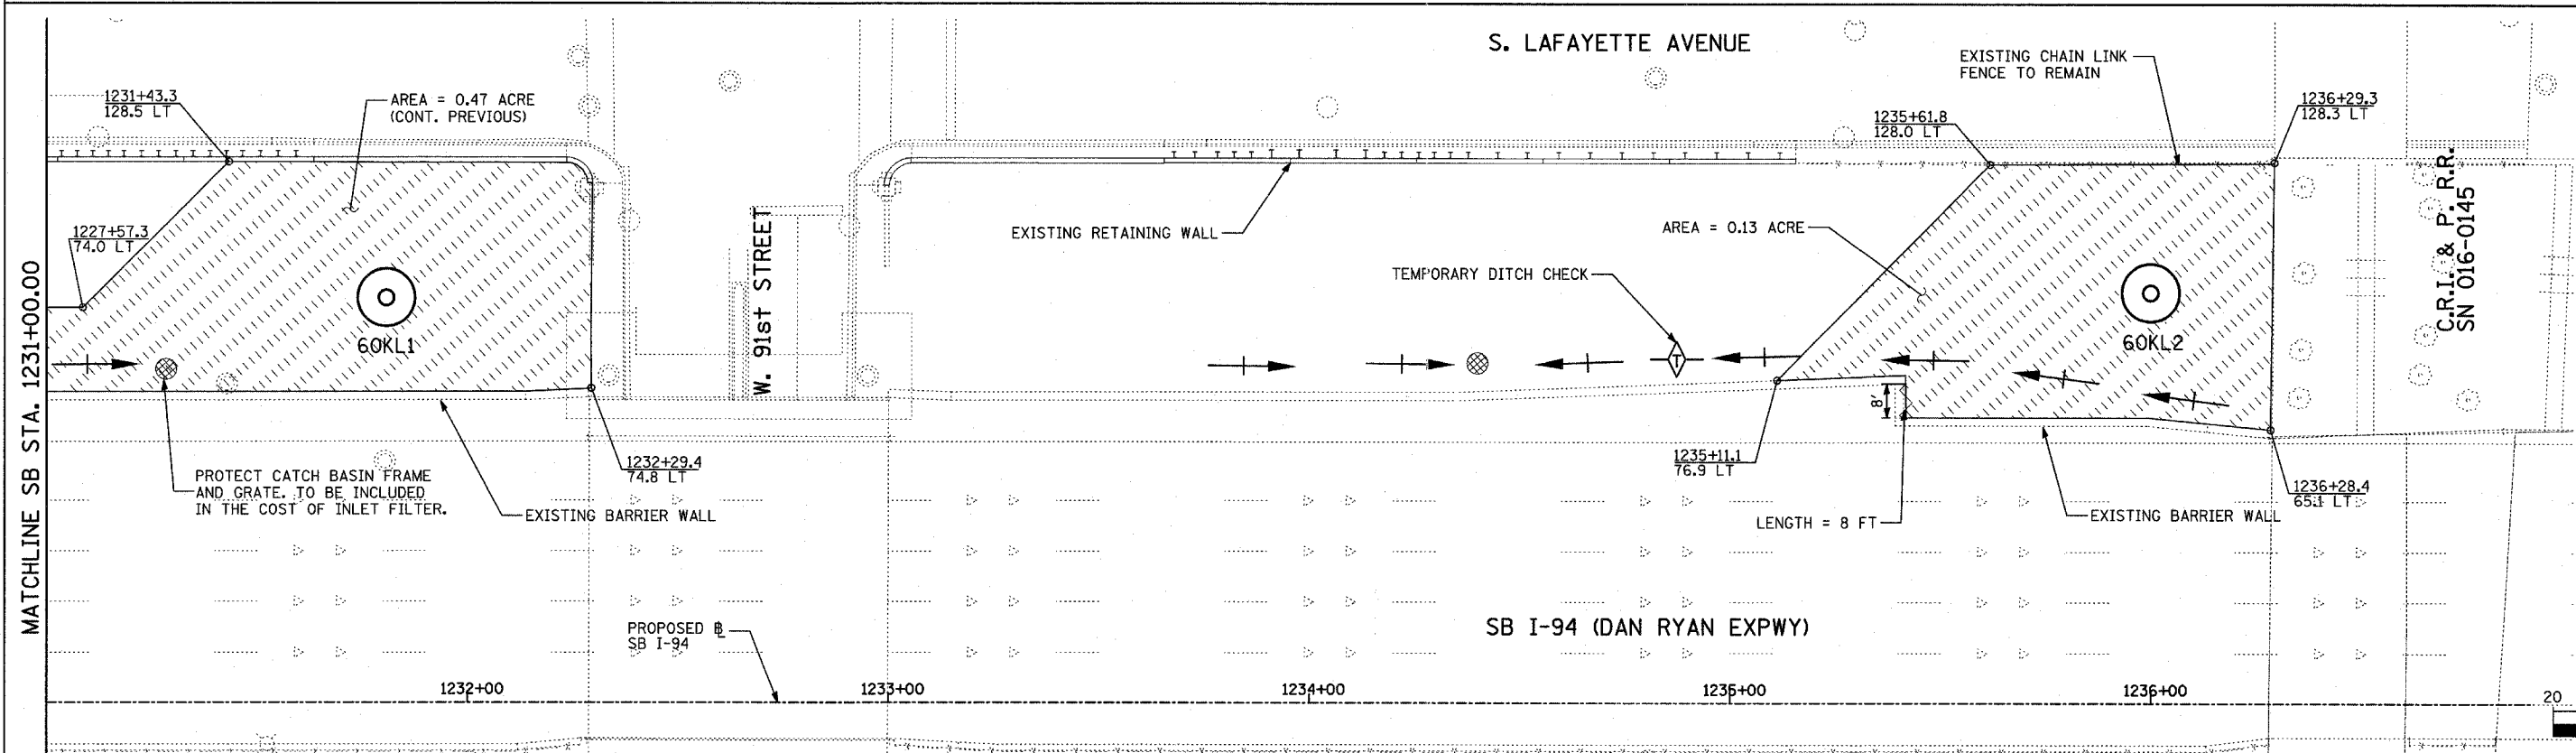 S. LAFAYETTE AVENUE
EXISTING CHAIN LINK
FENCE TO REMAIN
1231+43.3
128.5 LT
AREA = 0.47 ACRE
(CONT. PREVIOUS)
1235+61.8
128.0 LT
1236+29.3
128.3 LT
1227+57.3
74.0 LT
EXISTING RETAINING WALL
AREA = 0.13 ACRE
TEMPORARY DITCH CHECK
T
60KL1
60KL2
W. 91st STREET
C.R.I. & P. R.R.
SN 016-0145
MATCHLINE SB STA. 1231+00.00
8'
PROTECT CATCH BASIN FRAME
AND GRATE. TO BE INCLUDED
IN THE COST OF INLET FILTER.
1232+29.4
74.8 LT
EXISTING BARRIER WALL
1235+11.1
76.9 LT
LENGTH = 8 FT
EXISTING BARRIER WALL
1236+28.4
65.1 LT
PROPOSED B
SB I-94
SB I-94 (DAN RYAN EXPWY)
1232+00
1233+00
1234+00
1235+00
1236+00
20